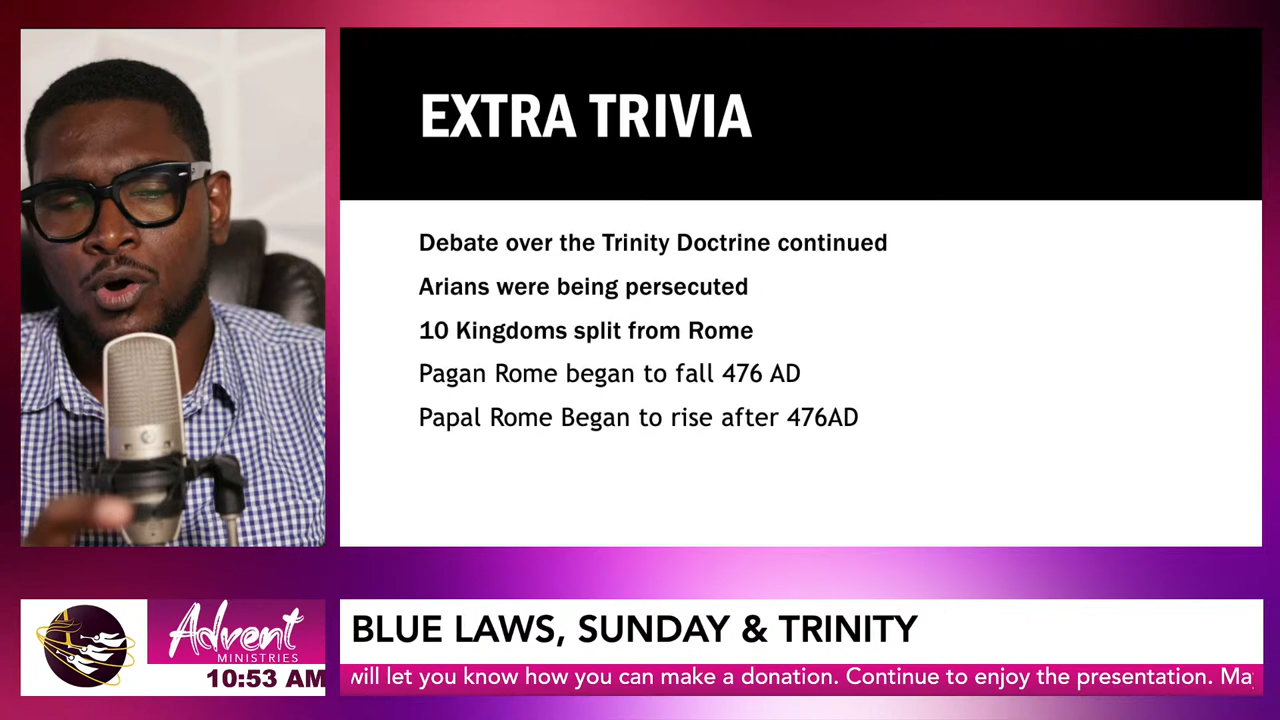 EXTRA TRIVIA
Debate over the Trinity Doctrine continued
Arians were being persecuted
10 Kingdoms split from Rome
Pagan Rome began to fall 476 AD
Papal Rome Began to rise after 476AD
Advent
MINISTRIES
10:53 AM
BLUE LAWS, SUNDAY & TRINITY
will let you know how you can make a donation. Continue to enjoy the presentation. Ma